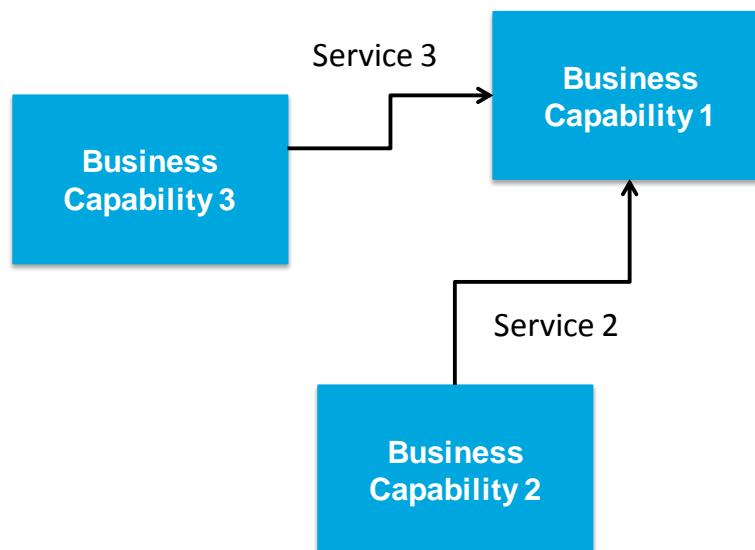 Service 3
Business
Capability 1
Business
Capability 3
Service 2
Business
Capability 2